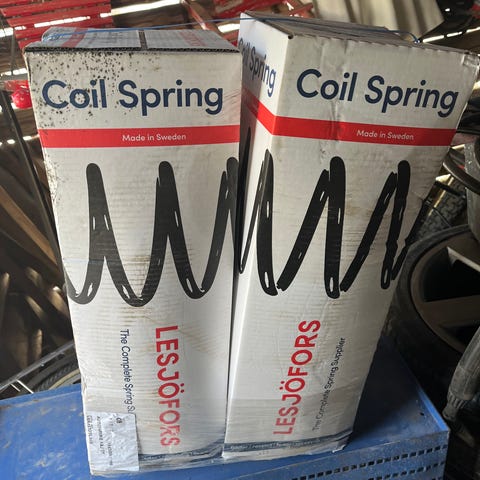 Coil Spring
Made in Sweden
LESJÖFORS
The Complete Spring
Spring
Coil Spring
Made in Sweden
LESJÖFORS
The Complete Spring Supplier